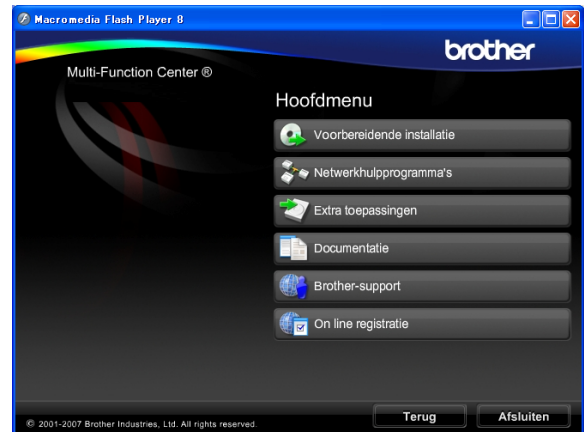 Macromedia Flash Player 8
brother
Multi-Function Center ®
Hoofdmenu
Voorbereidende installatie
Netwerkhulpprogramma's
Extra toepassingen
Documentatie
Brother-support
On line registratie
Terug
Afsluiten
© 2001-2007 Brother Industries, Ltd. All rights reserved.